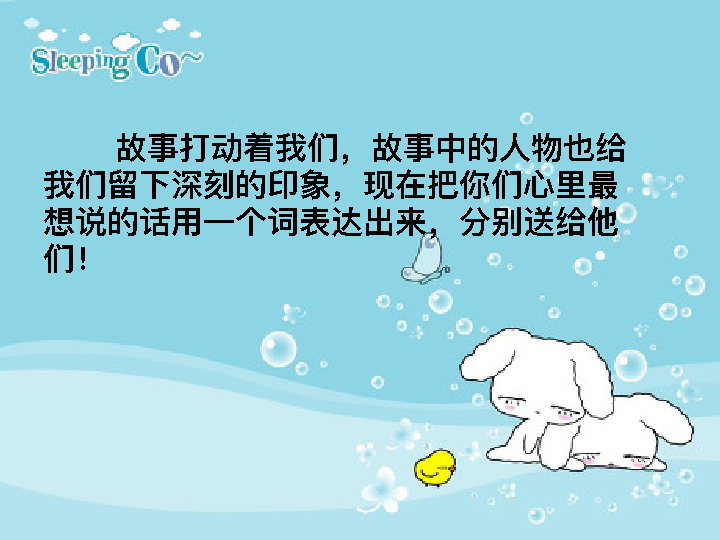 Sleeping Co~
故事打动着我们，故事中的人物也给
我们留下深刻的印象，现在把你们心里最
想说的话用一个词表达出来，分别送给他
们！